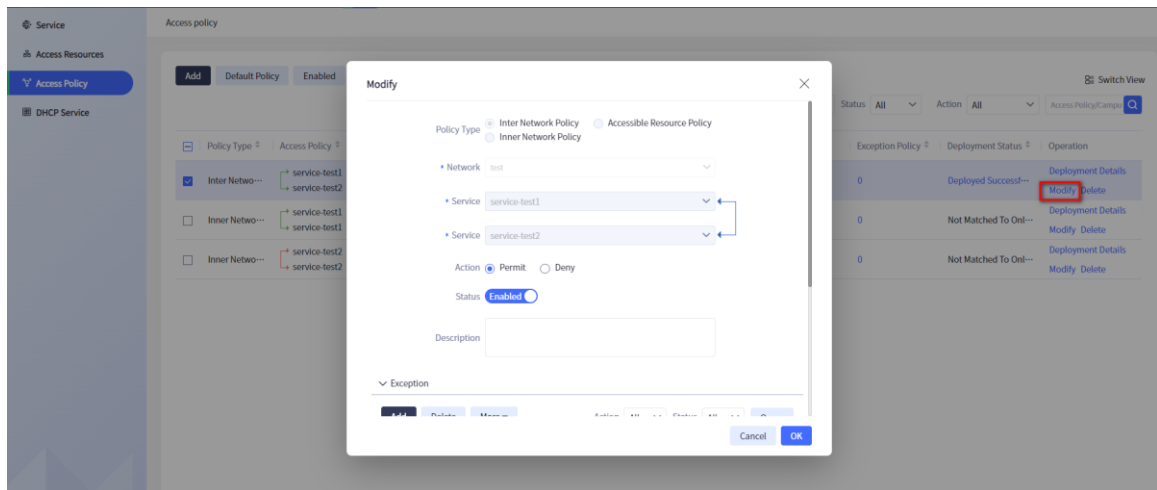 Service
Access Resources
Access Policy
DHCP Service
Access policy
Add Default Policy Enabled
Switch View
Status All Action All Access Policy/Campu
Policy Type Access Policy Exception Policy Deployment Status Operation
Inter Netwo··· service-test1 service-test2 0 Deployed Successf··· Deployment Details
Modify Delete
Inner Netwo··· service-test1 service-test1 0 Not Matched To Onl··· Deployment Details
Modify Delete
Inner Netwo··· service-test2 service-test2 0 Not Matched To Onl··· Deployment Details
Modify Delete
Modify
Policy Type Inter Network Policy Accessible Resource Policy
Inner Network Policy
* Network test
* Service service-test1
* Service service-test2
Action Permit Deny
Status Enabled
Description
Exception
Add Delete More Action All Status All
Cancel OK